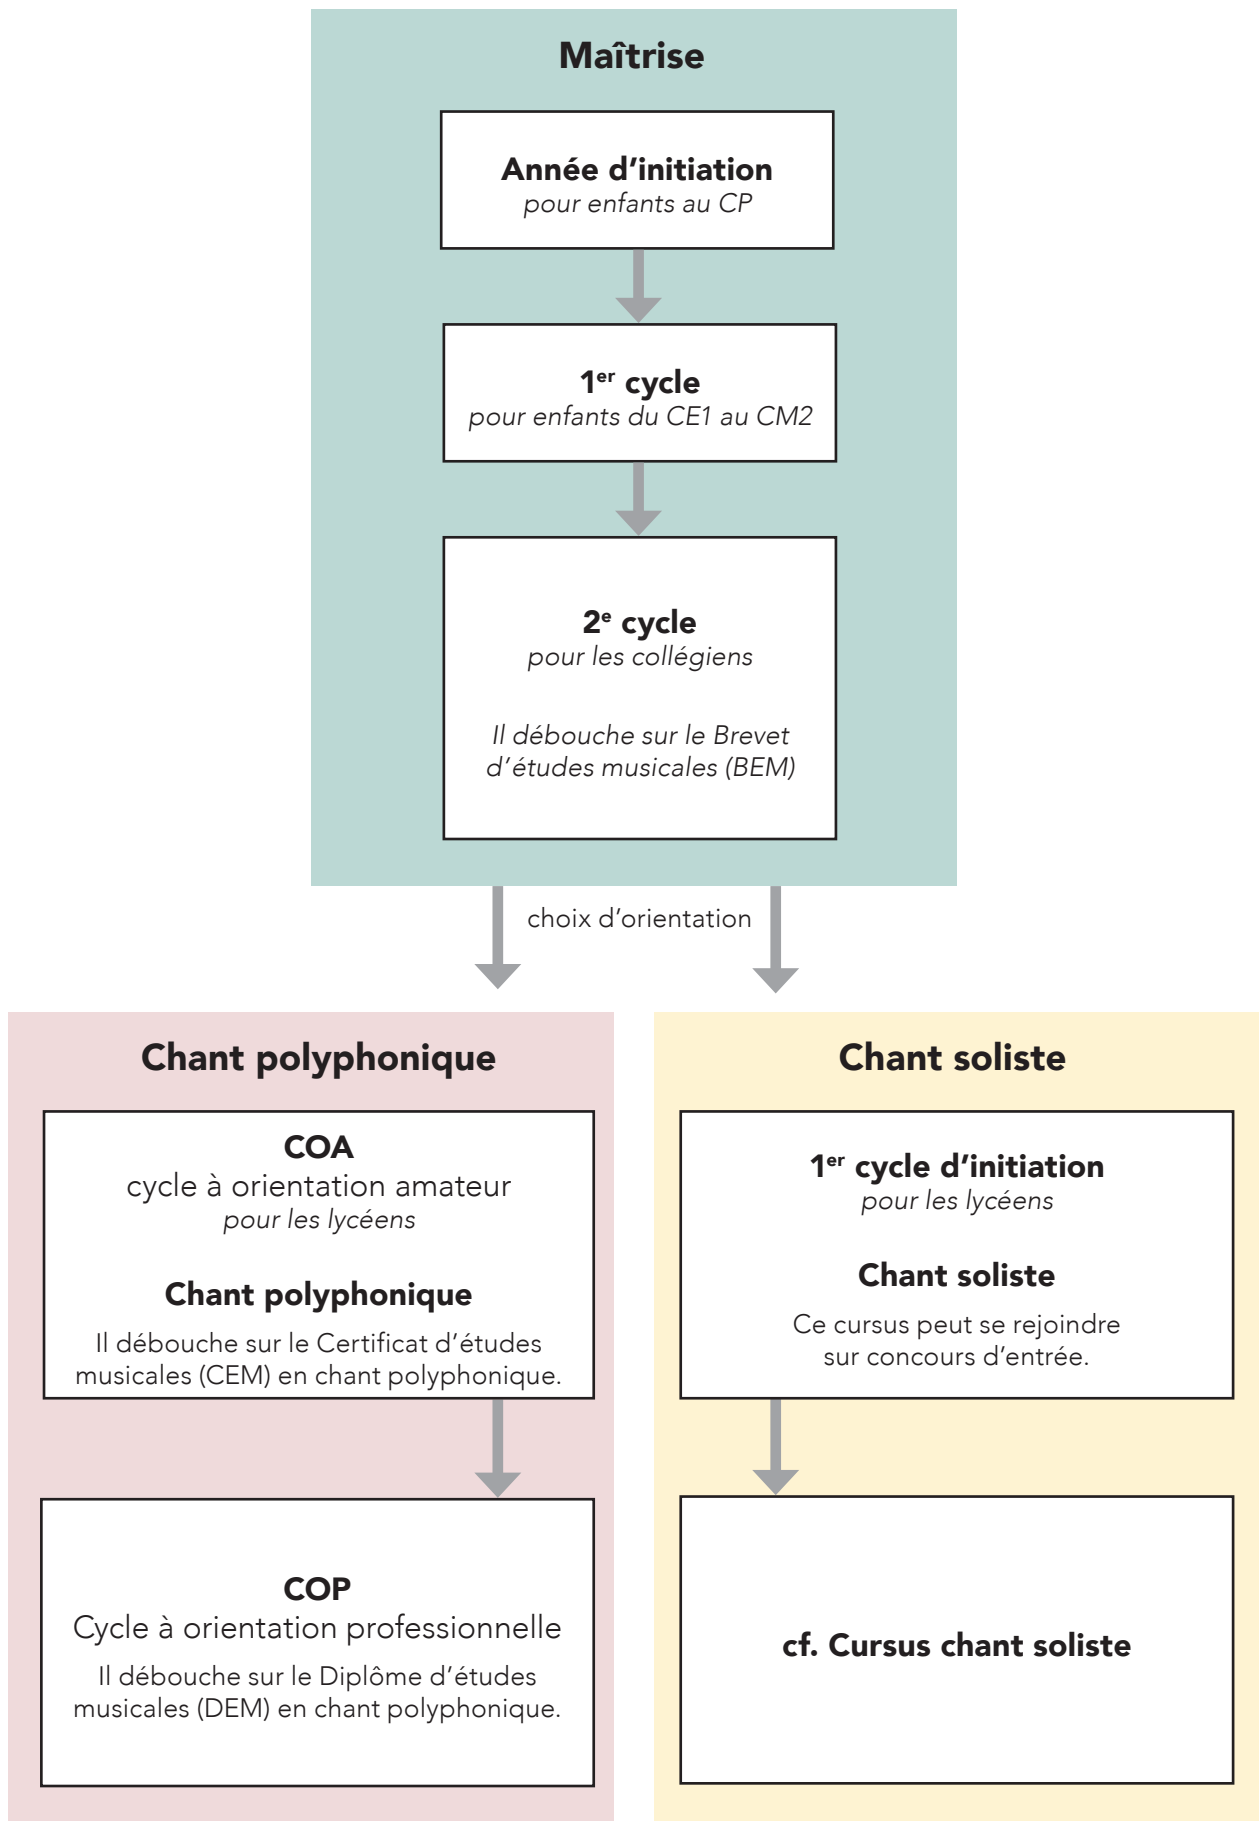 Maîtrise
Année d’initiation
pour enfants au CP
1er cycle
pour enfants du CE1 au CM2
2e cycle
pour les collégiens
Il débouche sur le Brevet
d’études musicales (BEM)
choix d’orientation
Chant polyphonique
COA
cycle à orientation amateur
pour les lycéens
Chant polyphonique
Il débouche sur le Certificat d’études
musicales (CEM) en chant polyphonique.
COP
Cycle à orientation professionnelle
Il débouche sur le Diplôme d’études
musicales (DEM) en chant polyphonique.
Chant soliste
1er cycle d’initiation
pour les lycéens
Chant soliste
Ce cursus peut se rejoindre
sur concours d’entrée.
cf. Cursus chant soliste